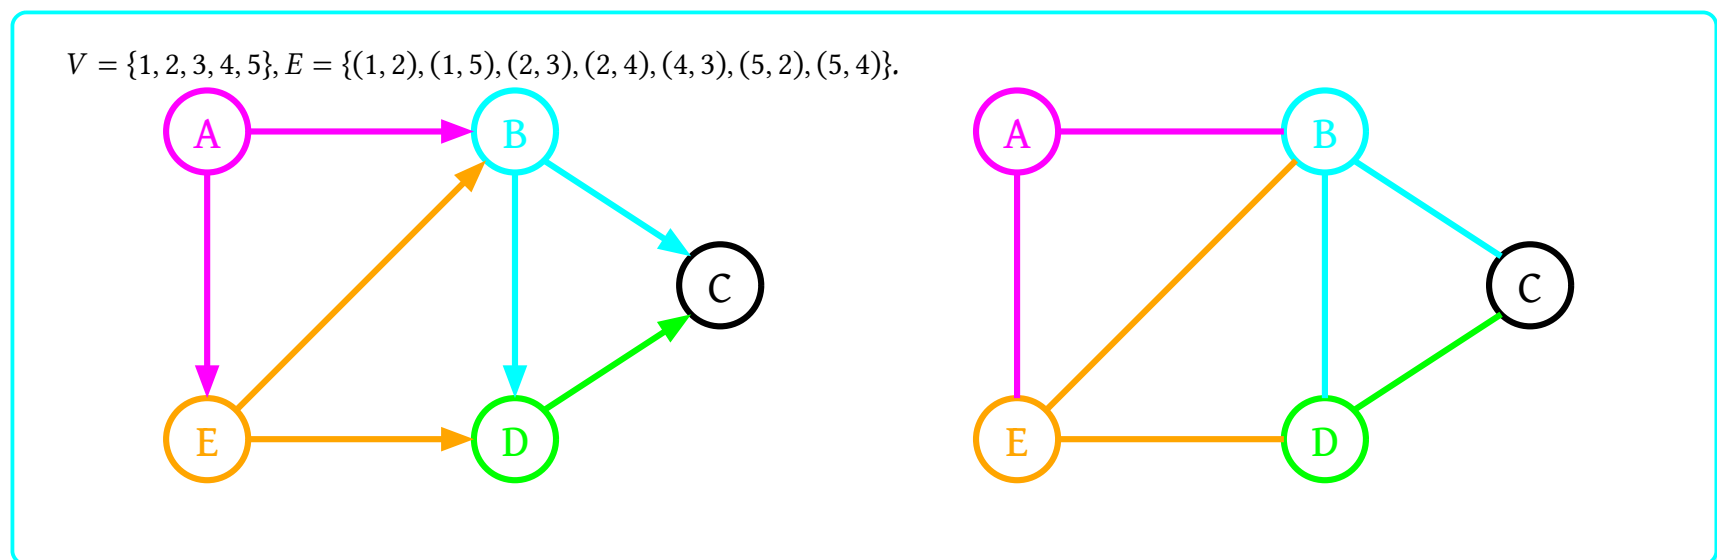 V = {1, 2, 3, 4, 5}, E = {(1, 2), (1, 5), (2, 3), (2, 4), (4, 3), (5, 2), (5, 4)}.
A B A B
C C
E D E D